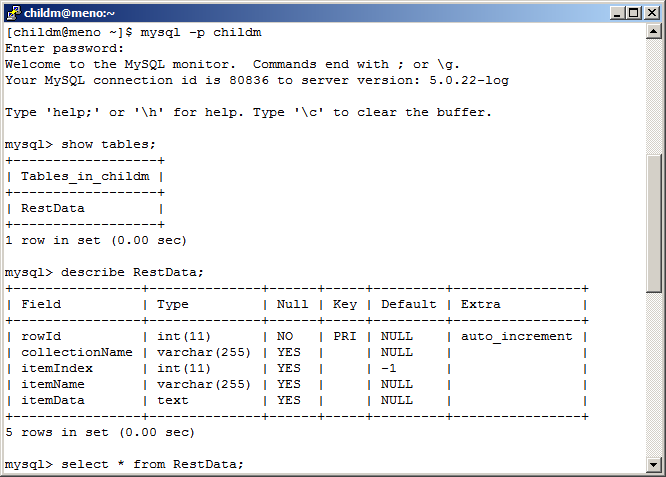 childm@meno:~
[childm@meno ~]$ mysql -p childm
Enter password:
Welcome to the MySQL monitor.  Commands end with ; or \g.
Your MySQL connection id is 80836 to server version: 5.0.22-log
Type 'help;' or '\h' for help. Type '\c' to clear the buffer.
mysql> show tables;
+------------------+
| Tables_in_childm |
+------------------+
| RestData         |
+------------------+
1 row in set (0.00 sec)
mysql> describe RestData;
+----------------+--------------+------+-----+---------+----------------+
| Field          | Type         | Null | Key | Default | Extra          |
+----------------+--------------+------+-----+---------+----------------+
| rowId          | int(11)      | NO   | PRI | NULL    | auto_increment |
| collectionName | varchar(255) | YES  |     | NULL    |                |
| itemIndex      | int(11)      | YES  |     | -1      |                |
| itemName       | varchar(255) | YES  |     | NULL    |                |
| itemData       | text         | YES  |     | NULL    |                |
+----------------+--------------+------+-----+---------+----------------+
5 rows in set (0.00 sec)
mysql> select * from RestData;